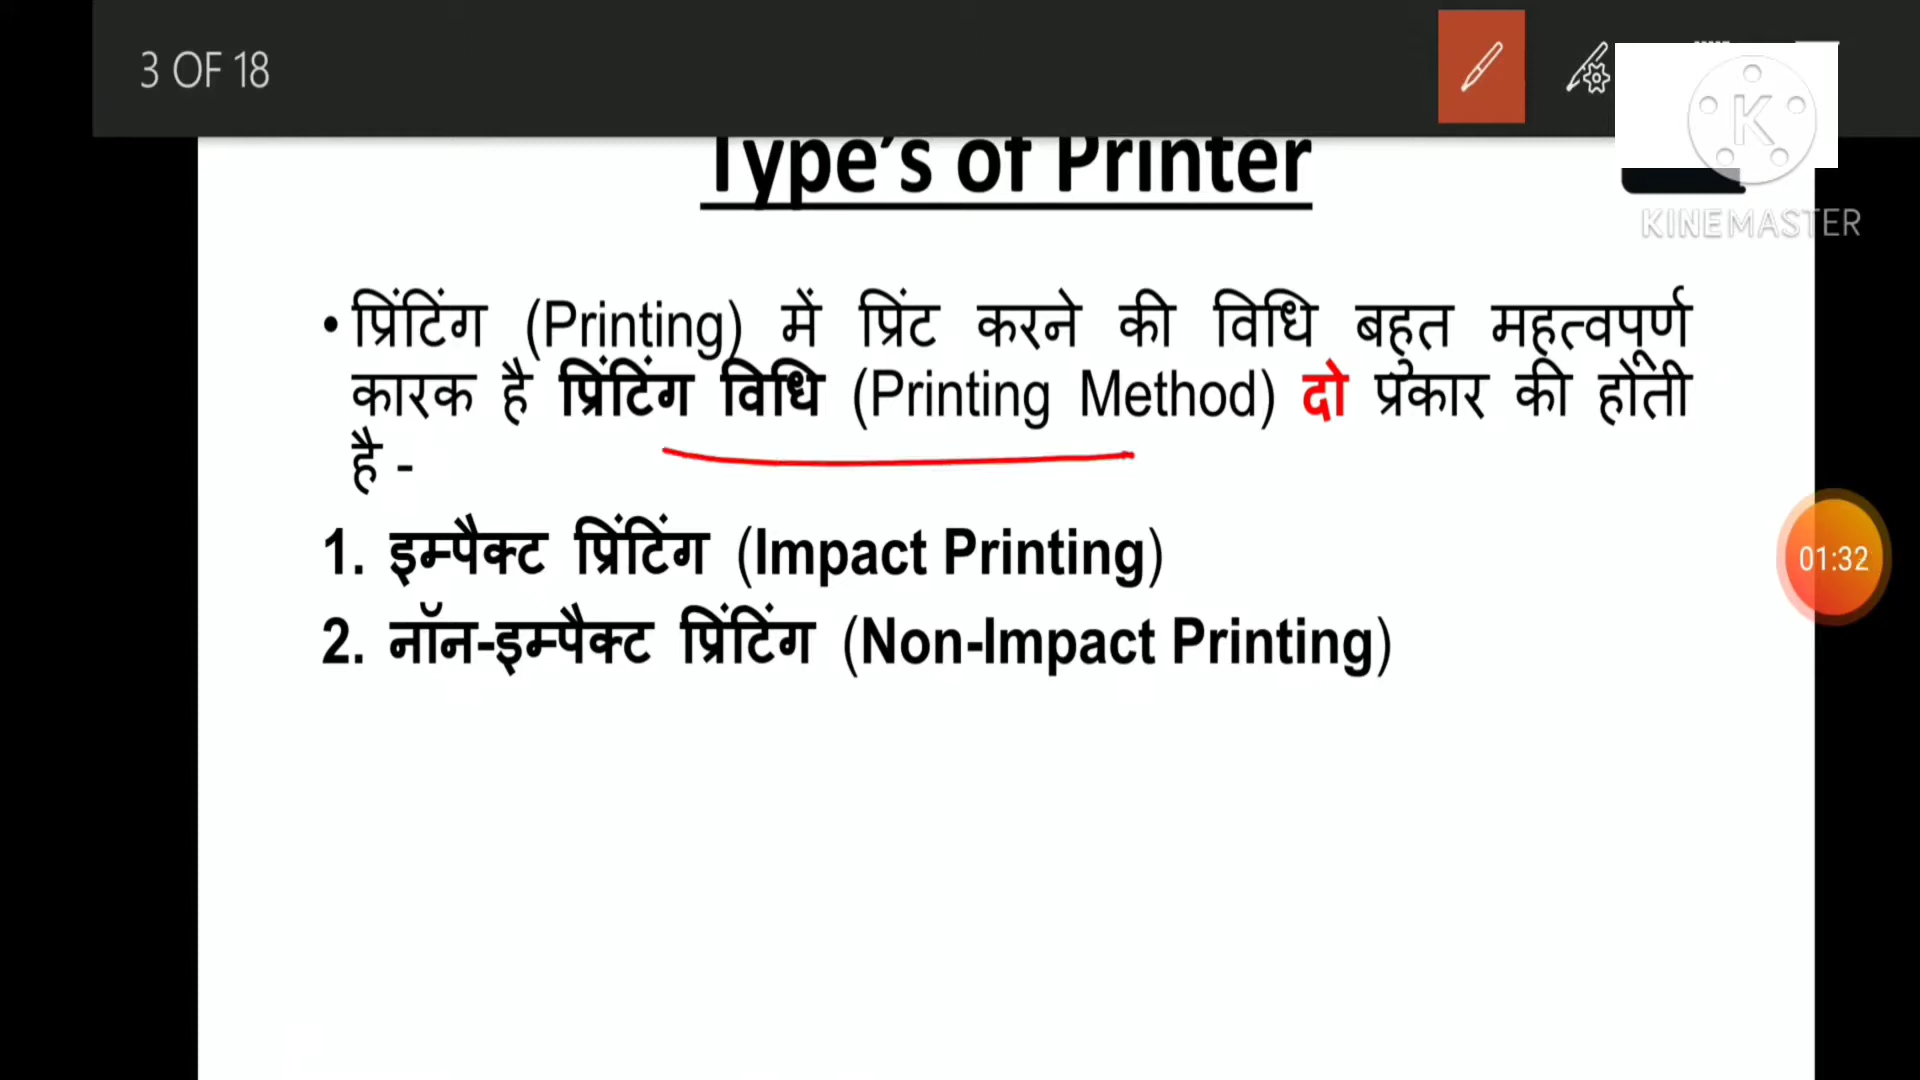 3 OF 18
Type's of Printer
KINEMASTER
• प्रिंटिंग (Printing) में प्रिंट करने की विधि बहुत महत्वपूर्ण
कारक है प्रिंटिंग विधि (Printing Method) दो प्रकार की होती
है -
1. इम्पैक्ट प्रिंटिंग (Impact Printing)
01:32
2. नॉन-इम्पैक्ट प्रिंटिंग (Non-Impact Printing)